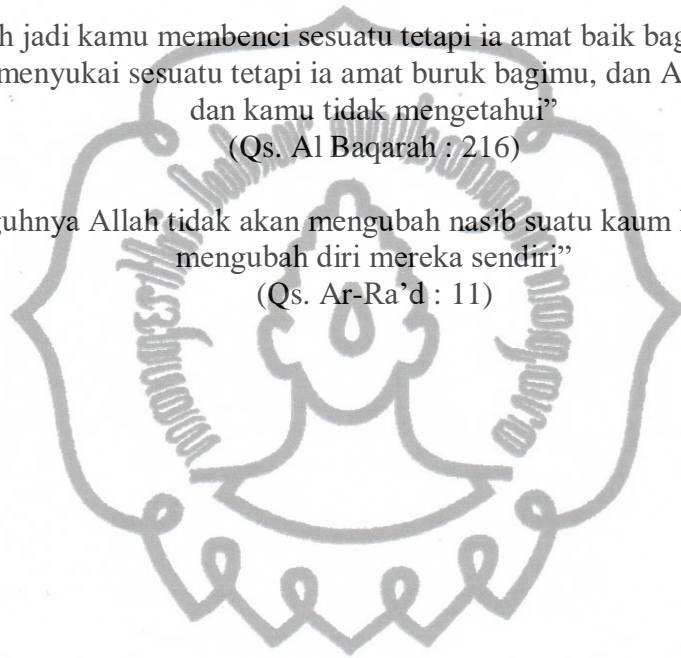 h jadi kamu membenci sesuatu tetapi ia amat baik bag
menyukai sesuatu tetapi ia amat buruk bagimu, dan A
dan kamu tidak mengetahui”
(Qs. Al Baqarah : 216)
guhnya Allah tidak akan mengubah nasib suatu kaum
mengubah diri mereka sendiri”
(Qs. Ar-Ra’d : 11)